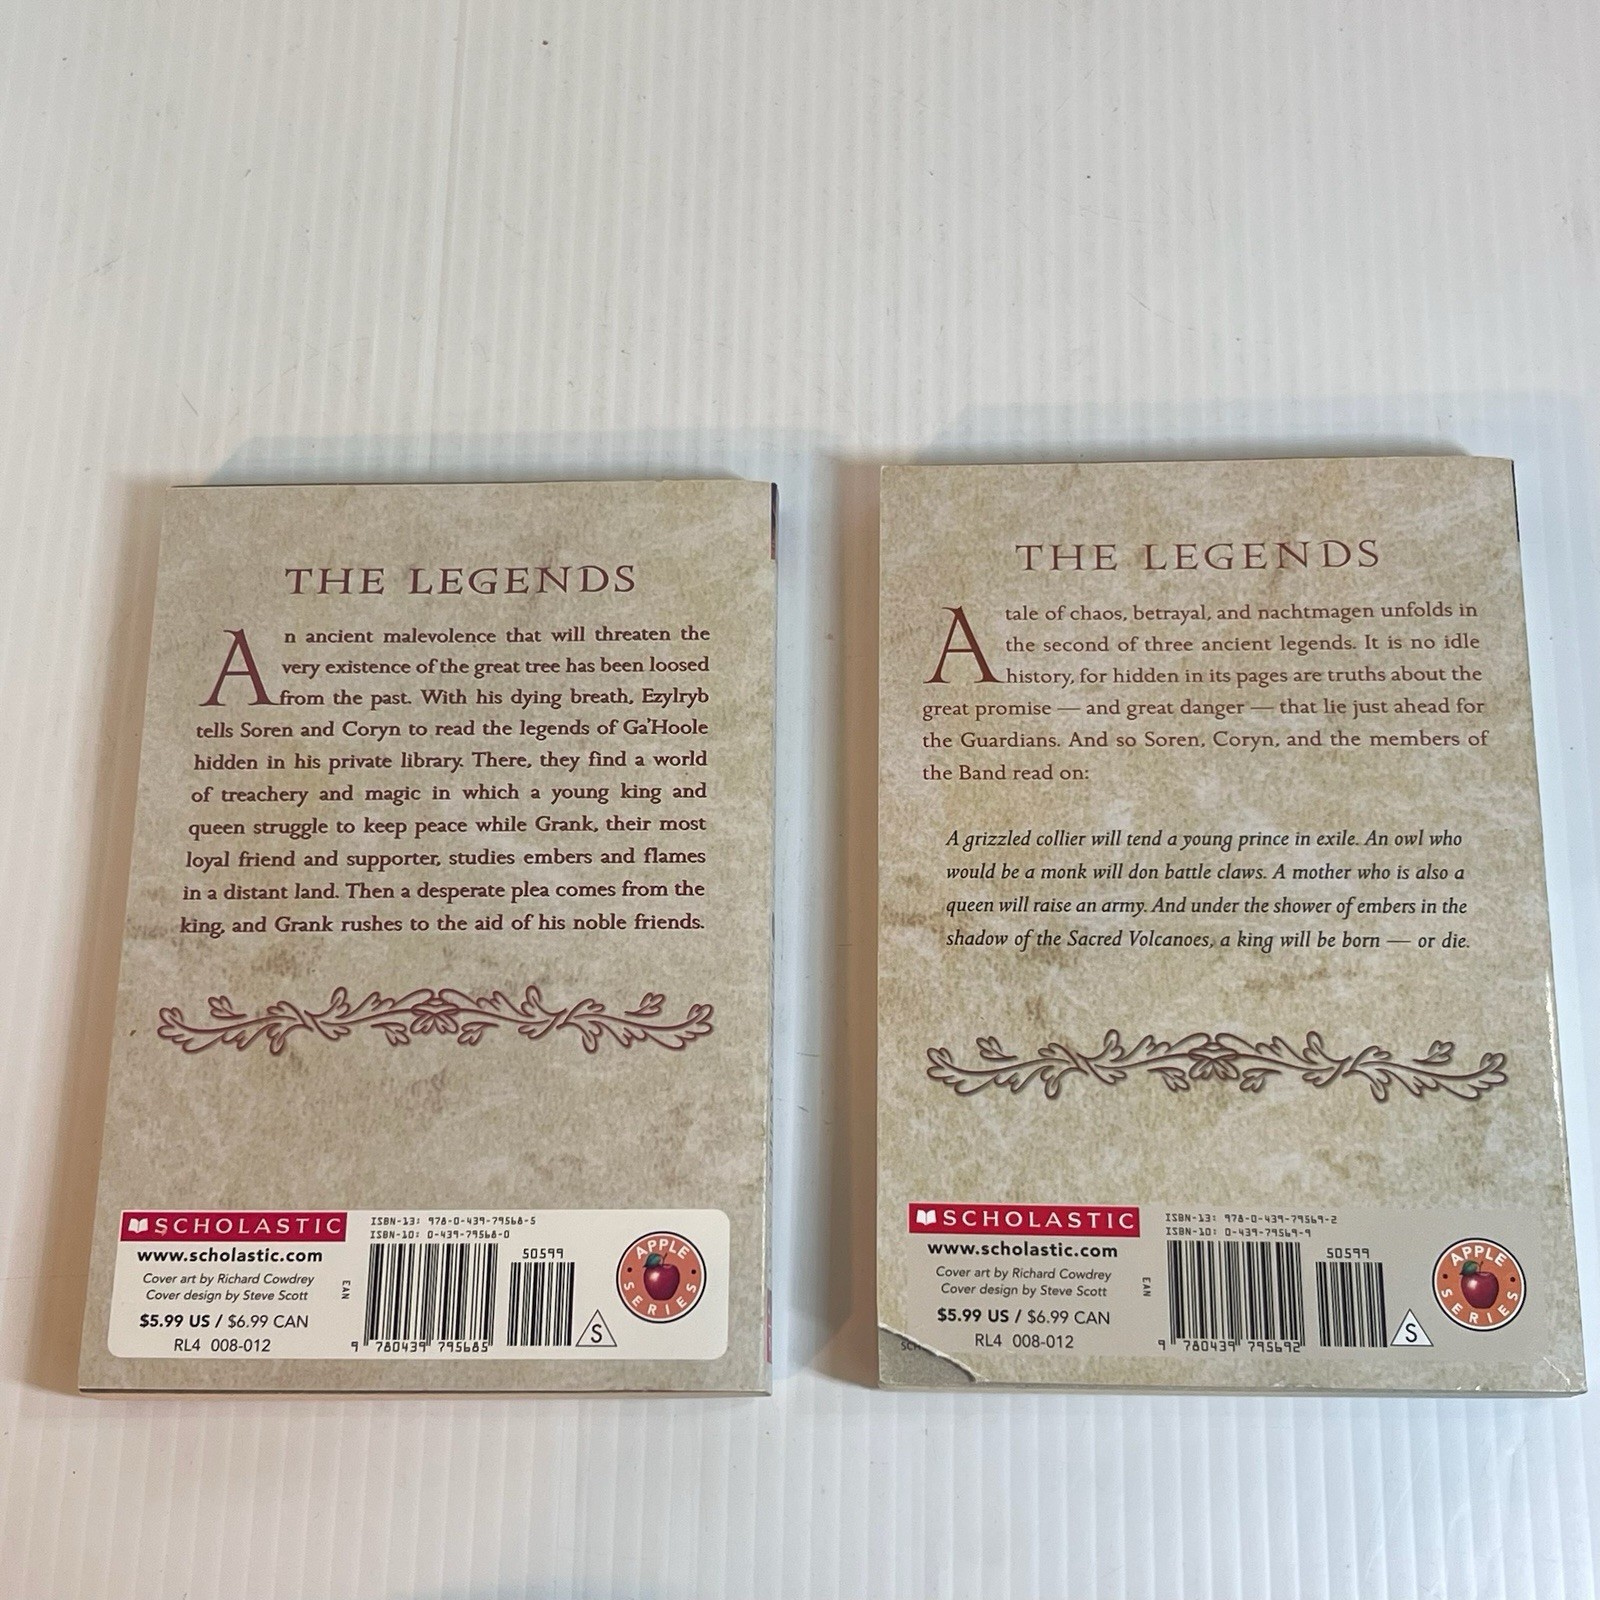 THE LEGENDS
An ancient malevolence that will threaten the
very existence of the great tree has been loosed
from the past. With his dying breath, Ezylryb
tells Soren and Coryn to read the legends of Ga'Hoole
hidden in his private library. There, they find a world
of treachery and magic in which a young king and
queen struggle to keep peace while Grank, their most
loyal friend and supporter, studies embers and flames
in a distant land. Then a desperate plea comes from the
king, and Grank rushes to the aid of his noble friends.
SCHOLASTIC
www.scholastic.com
Cover art by Richard Cowdrey
Cover design by Steve Scott
$5.99 US / $6.99 CAN
RL4 008-012
EAN
ISBN-13: 978-0-439-79568-5
ISBN-10: 0-439-79568-0
50599
9 780439 795685
S
APPLE
SERIES
THE LEGENDS
A tale of chaos, betrayal, and nachtmagen unfolds in
the second of three ancient legends. It is no idle
history, for hidden in its pages are truths about the
great promise — and great danger — that lie just ahead for
the Guardians. And so Soren, Coryn, and the members of
the Band read on:
A grizzled collier will tend a young prince in exile. An owl who
would be a monk will don battle claws. A mother who is also a
queen will raise an army. And under the shower of embers in the
shadow of the Sacred Volcanoes, a king will be born — or die.
SCHOLASTIC
www.scholastic.com
Cover art by Richard Cowdrey
Cover design by Steve Scott
$5.99 US / $6.99 CAN
RL4 008-012
EAN
ISBN-13: 978-0-439-79569-2
ISBN-10: 0-439-79569-9
50599
9 780439 795692
S
APPLE
SERIES